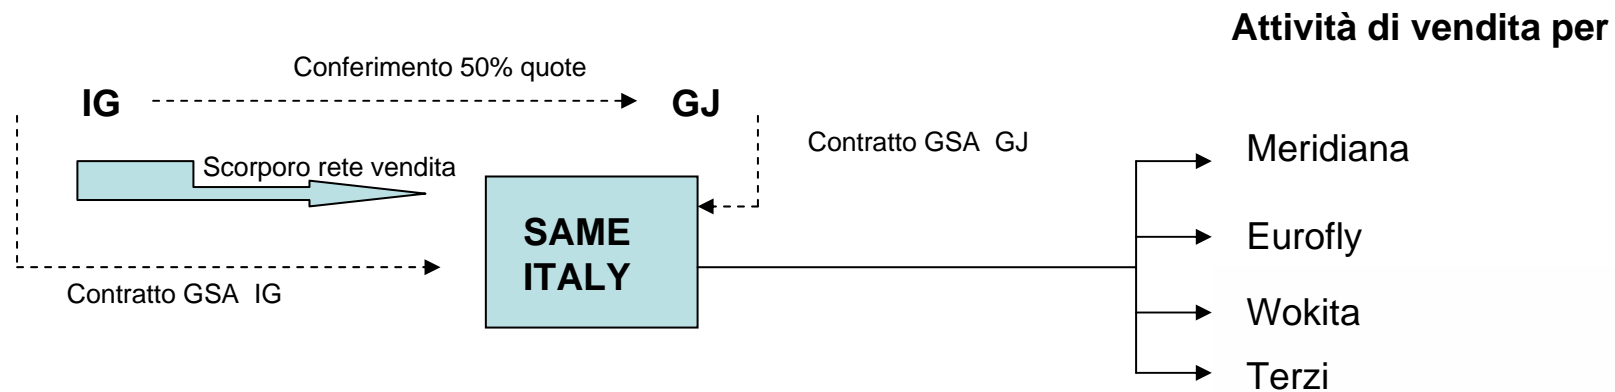 Attività di vendita per
Conferimento 50% quote
IG
GJ
Contratto GSA GJ
Meridiana
Scorporo rete vendita
SAME
ITALY
Eurofly
Contratto GSA IG
Wokita
Terzi